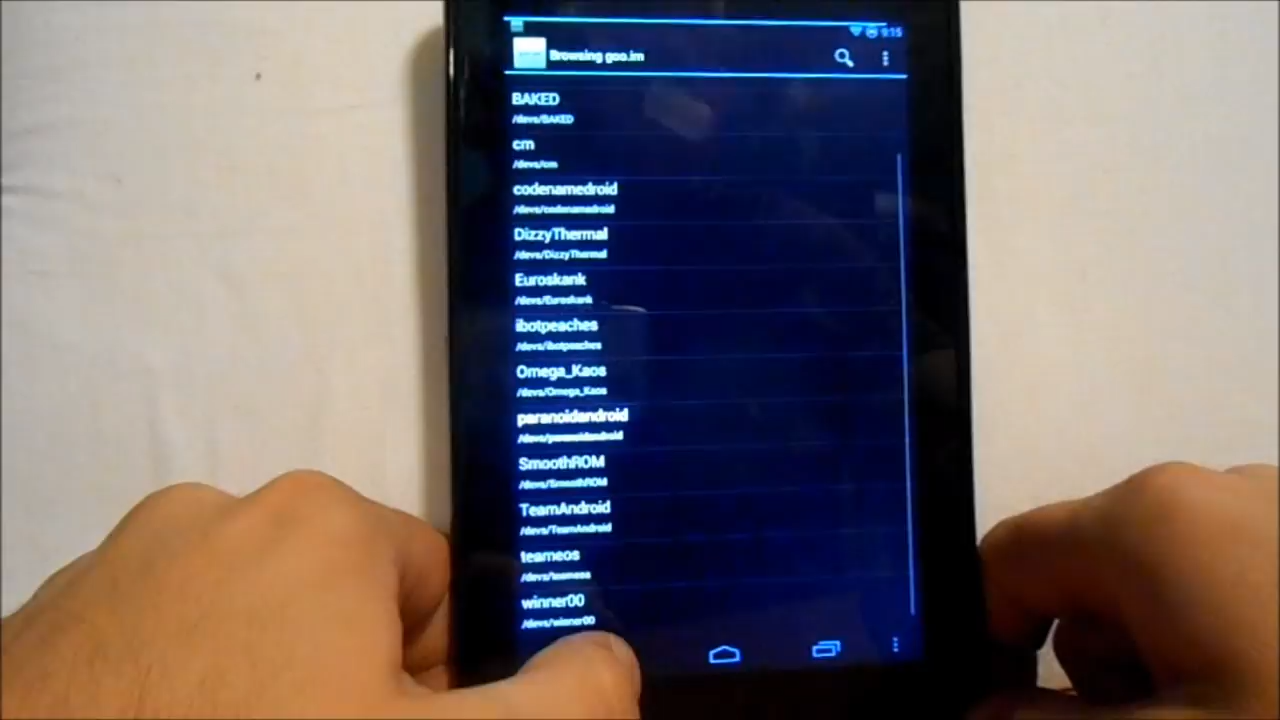 9:15
Browsing goo.im
BAKED
/devs/BAKED
cm
/devs/cm
codenamedroid
/devs/codenamedroid
DizzyThermal
/devs/DizzyThermal
Euroskank
/devs/Euroskank
ibotpeaches
/devs/ibotpeaches
Omega_Kaos
/devs/Omega_Kaos
paranoidandroid
/devs/paranoidandroid
SmoothROM
/devs/SmoothROM
TeamAndroid
/devs/TeamAndroid
teameos
/devs/teameos
winner00
/devs/winner00